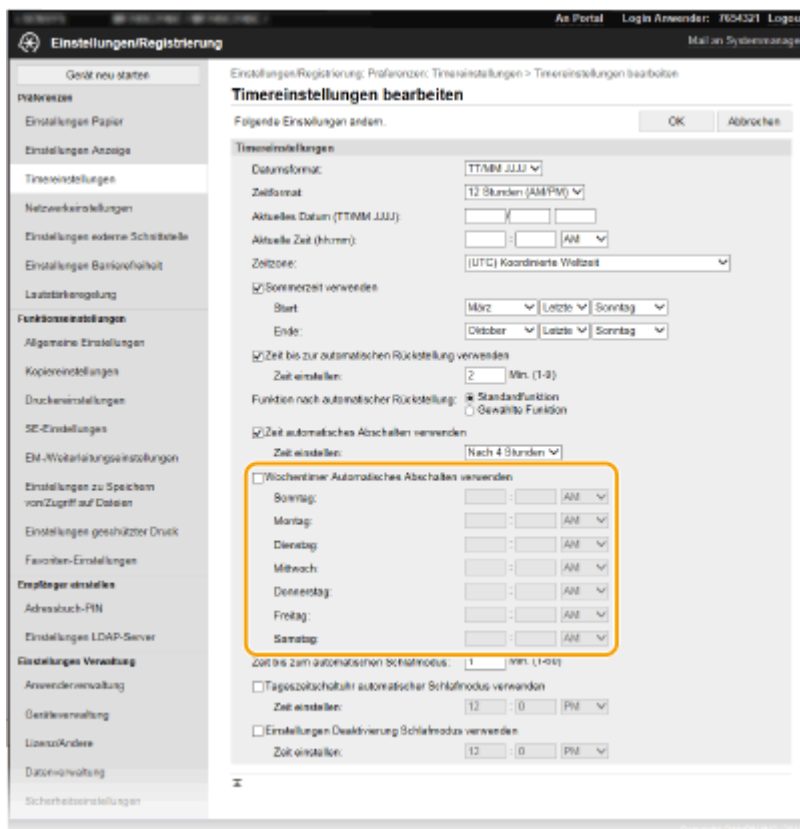 An Portal Login Anwender: 7654321 Logou
Einstellungen/Registrierung
Mail an Systemmanage
Gerät neu starten
Präferenzen
Einstellungen Papier
Einstellungen Anzeige
Timereinstellungen
Netzwerkeinstellungen
Einstellungen externe Schnittstelle
Einstellungen Barrierefreiheit
Lautstärkeregelung
Funktionseinstellungen
Allgemeine Einstellungen
Kopiereinstellungen
Druckereinstellungen
SE-Einstellungen
EM-/Weiterleitungseinstellungen
Einstellungen zu Speichern
von/Zugriff auf Dateien
Einstellungen geschützter Druck
Favoriten-Einstellungen
Empfänger einstellen
Adressbuch-PIN
Einstellungen LDAP-Server
Einstellungen Verwaltung
Anwenderverwaltung
Geräteverwaltung
Lizenz/Andere
Datenverwaltung
Sicherheitseinstellungen
Einstellungen/Registrierung: Präferenzen: Timereinstellungen > Timereinstellungen bearbeiten
Timereinstellungen bearbeiten
Folgende Einstellungen ändern.
OK Abbrechen
Timereinstellungen
Datumsformat: TT/MM JJJJ
Zeitformat: 12 Stunden (AM/PM)
Aktuelles Datum (TT/MM JJJJ): /
Aktuelle Zeit (hh:mm): : AM
Zeitzone: (UTC) Koordinierte Weltzeit
Sommerzeit verwenden
Start: März Letzte Sonntag
Ende: Oktober Letzte Sonntag
Zeit bis zur automatischen Rückstellung verwenden
Zeit einstellen: 2 Min. (1-9)
Funktion nach automatischer Rückstellung: Standardfunktion
Gewählte Funktion
Zeit automatisches Abschalten verwenden
Zeit einstellen: Nach 4 Stunden
Wochentimer Automatisches Abschalten verwenden
Sonntag: : AM
Montag: : AM
Dienstag: : AM
Mittwoch: : AM
Donnerstag: : AM
Freitag: : AM
Samstag: : AM
Zeit bis zum automatischen Schlafmodus: 1 Min. (1-60)
Tageszeitschaltuhr automatischer Schlafmodus verwenden
Zeit einstellen: 12 : 0 PM
Einstellungen Deaktivierung Schlafmodus verwenden
Zeit einstellen: 12 : 0 PM